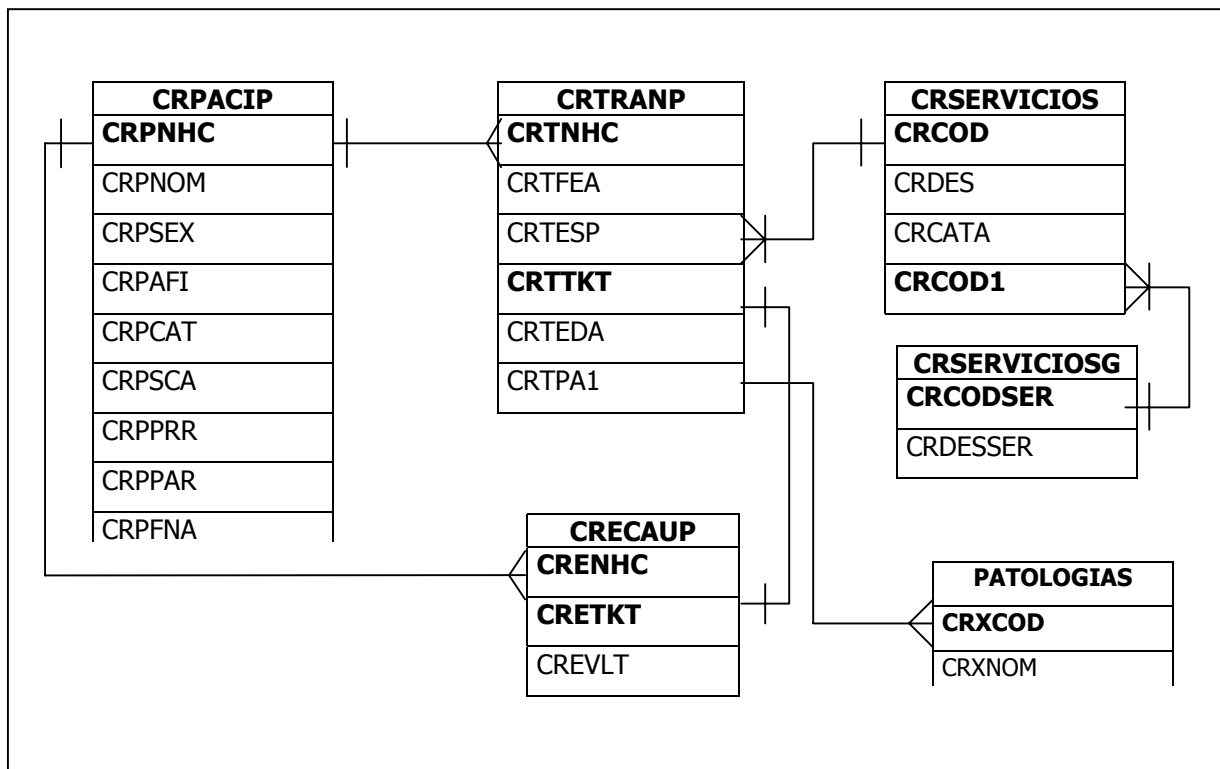 CRPACIP
CRPNHC
CRPNOM
CRPSEX
CRPAFI
CRPCAT
CRPSCA
CRPPRR
CRPPAR
CRPFNA
CRTRANP
CRTNHC
CRTFEA
CRTESP
CRTTKT
CRTEDA
CRTPA1
CRSERVICIOS
CRCOD
CRDES
CRCATA
CRCOD1
CRSERVICIOSG
CRCODSER
CRDESSER
CRECAUP
CRENHC
CRETKT
CREVLT
PATOLOGIAS
CRXCOD
CRXNOM